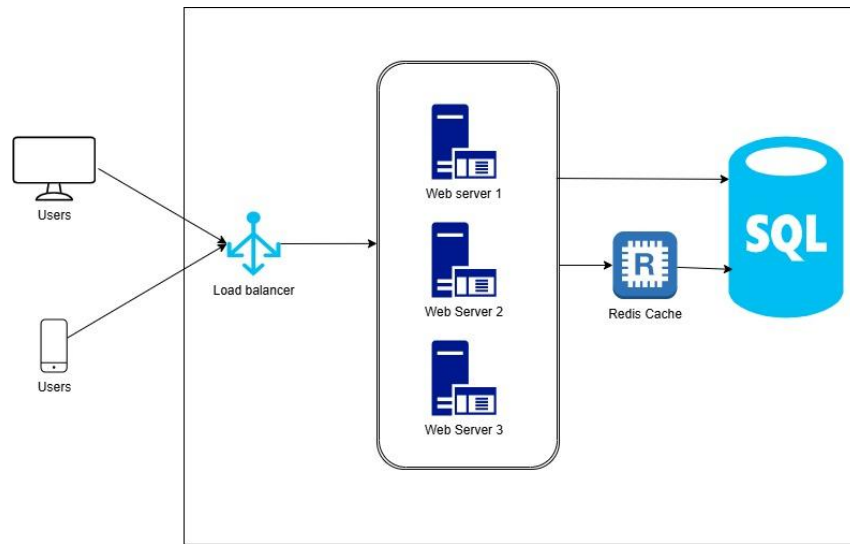 Users
Users
Load balancer
Web server 1
Web Server 2
Web Server 3
R
Redis Cache
SQL